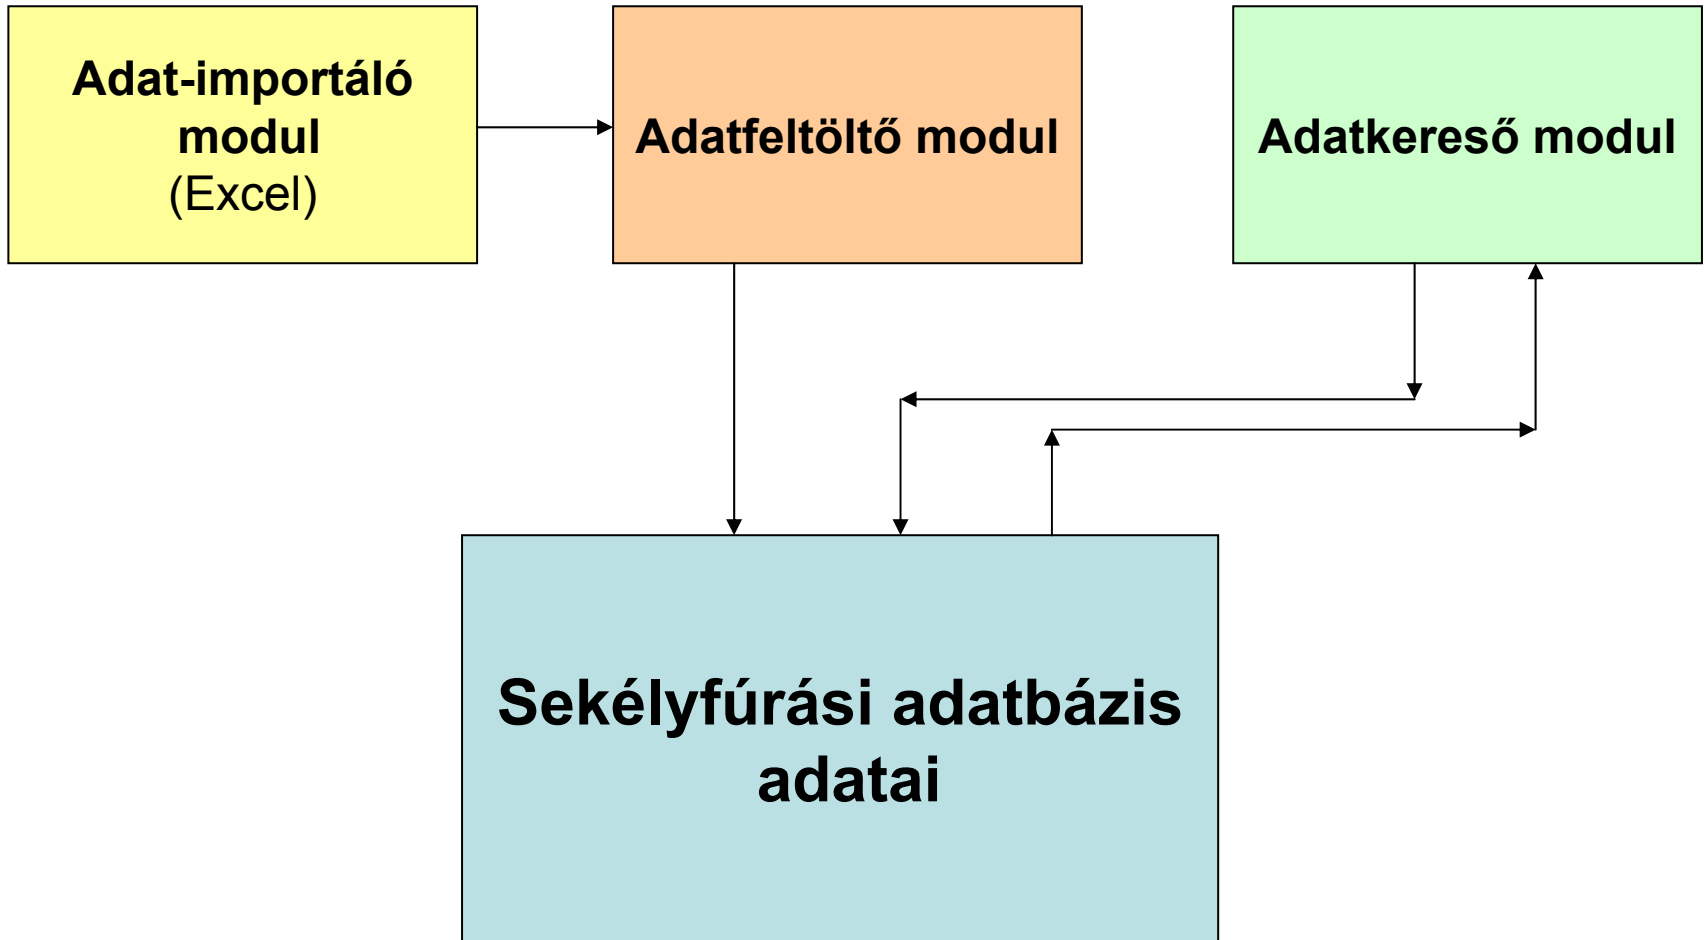 Adat-importáló
modul
(Excel)
Adatfeltöltő modul
Adatkereső modul
Sekélyfúrási adatbázis
adatai